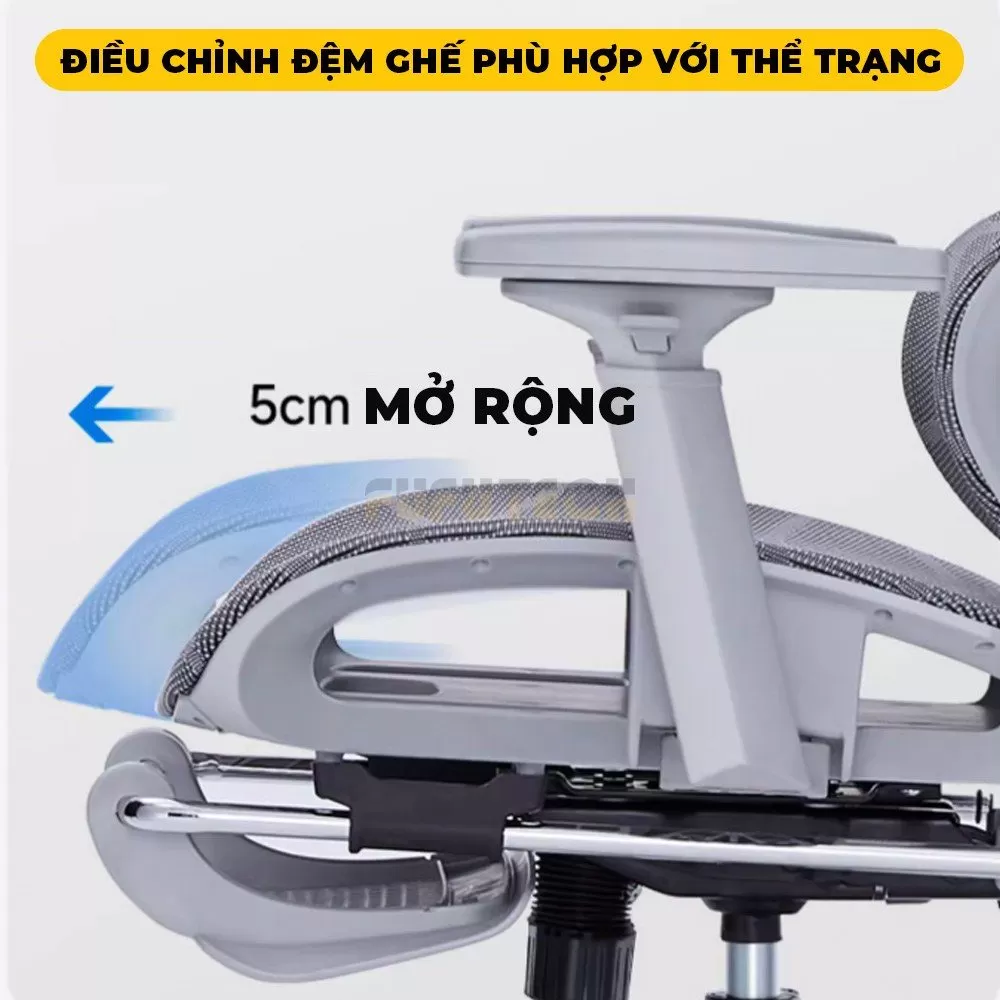 ĐIỀU CHỈNH ĐỆM GHẾ PHÙ HỢP VỚI THỂ TRẠNG
5cm MỞ RỘNG